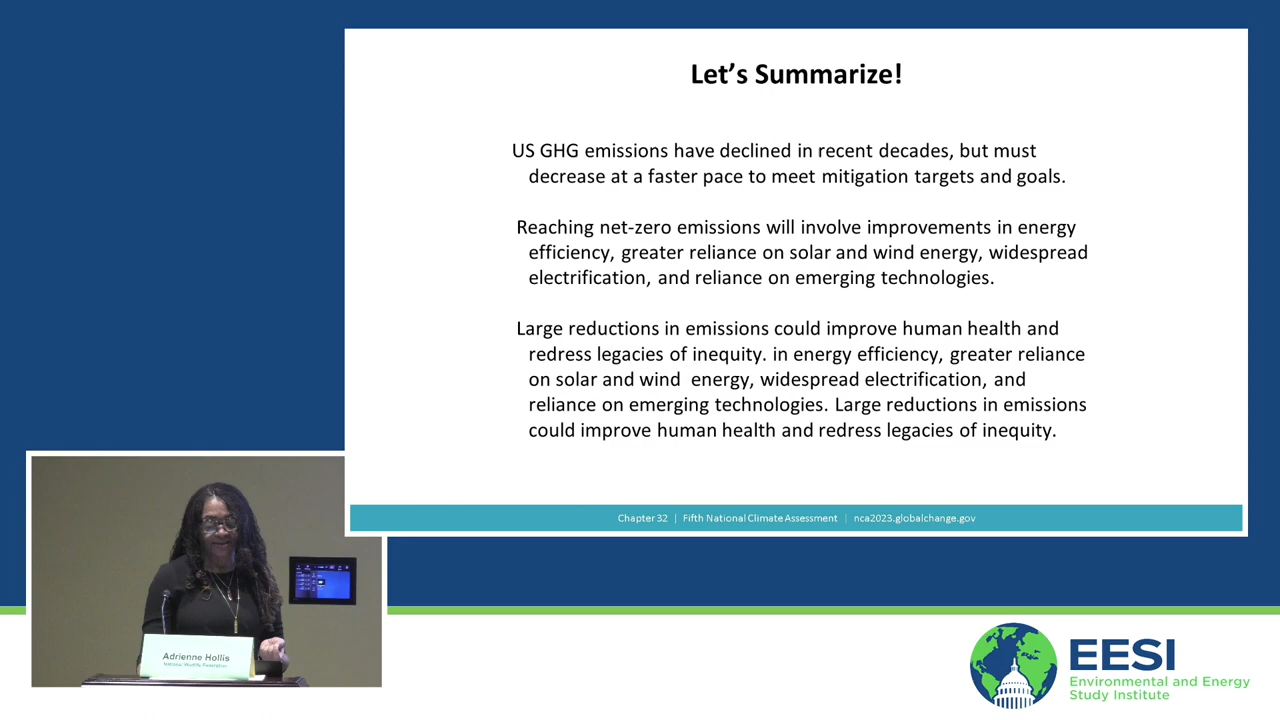 Let's Summarize!
US GHG emissions have declined in recent decades, but must
decrease at a faster pace to meet mitigation targets and goals.
Reaching net-zero emissions will involve improvements in energy
efficiency, greater reliance on solar and wind energy, widespread
electrification, and reliance on emerging technologies.
Large reductions in emissions could improve human health and
redress legacies of inequity. in energy efficiency, greater reliance
on solar and wind energy, widespread electrification, and
reliance on emerging technologies. Large reductions in emissions
could improve human health and redress legacies of inequity.
Chapter 32 | Fifth National Climate Assessment | nca2023.globalchange.gov
Adrienne Hollis
National Wildlife Federation
EESI
Environmental and Energy
Study Institute